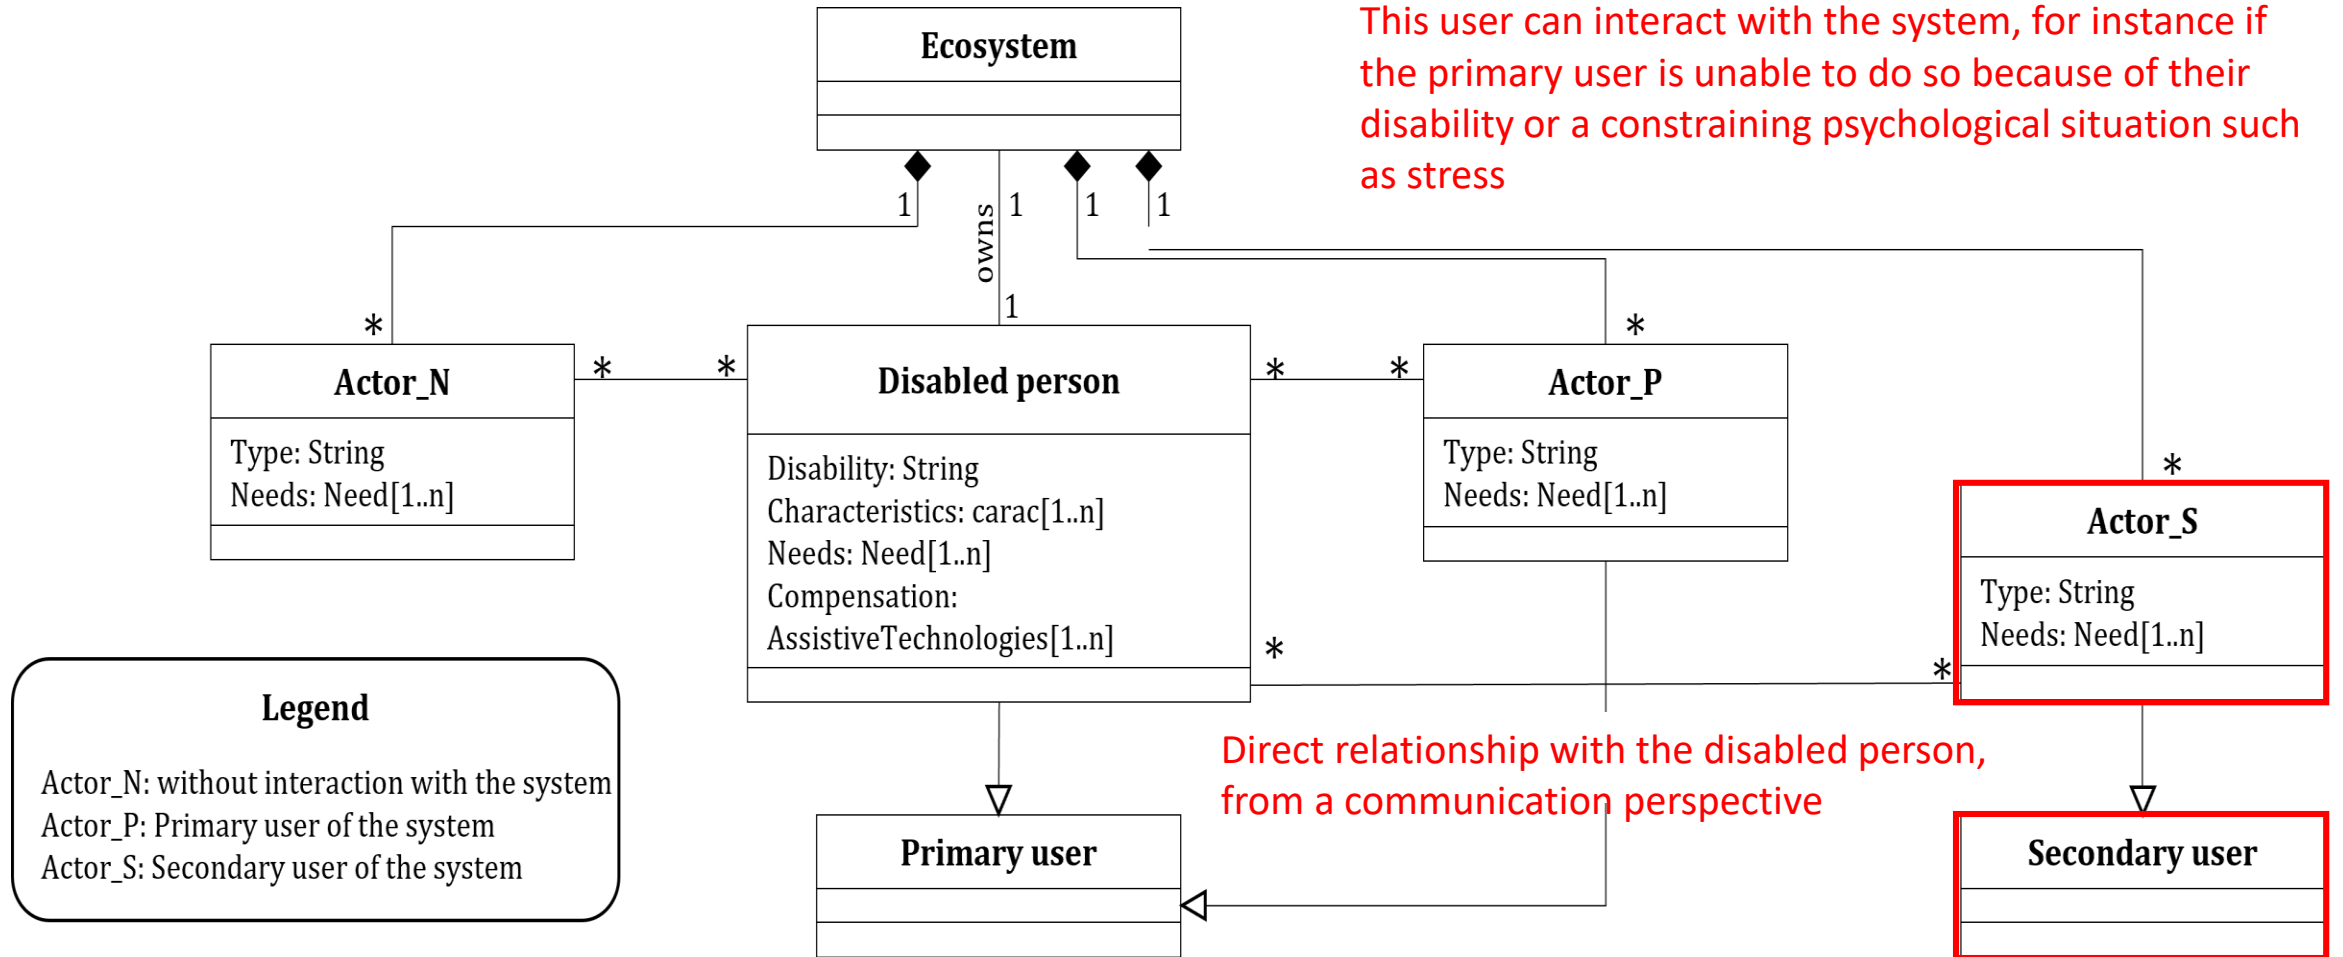 This user can interact with the system, for instance if
the primary user is unable to do so because of their
disability or a constraining psychological situation such
as stress
Ecosystem
1
owns
1
1
1
1
*
*
*
Actor_N
Type: String
Needs: Need[1..n]
*
*
Disabled person
Disability: String
Characteristics: carac[1..n]
Needs: Need[1..n]
Compensation:
AssistiveTechnologies[1..n]
*
*
Actor_P
Type: String
Needs: Need[1..n]
Actor_S
Type: String
Needs: Need[1..n]
*
*
Legend
Actor_N: without interaction with the system
Actor_P: Primary user of the system
Actor_S: Secondary user of the system
Direct relationship with the disabled person,
from a communication perspective
Primary user
Secondary user